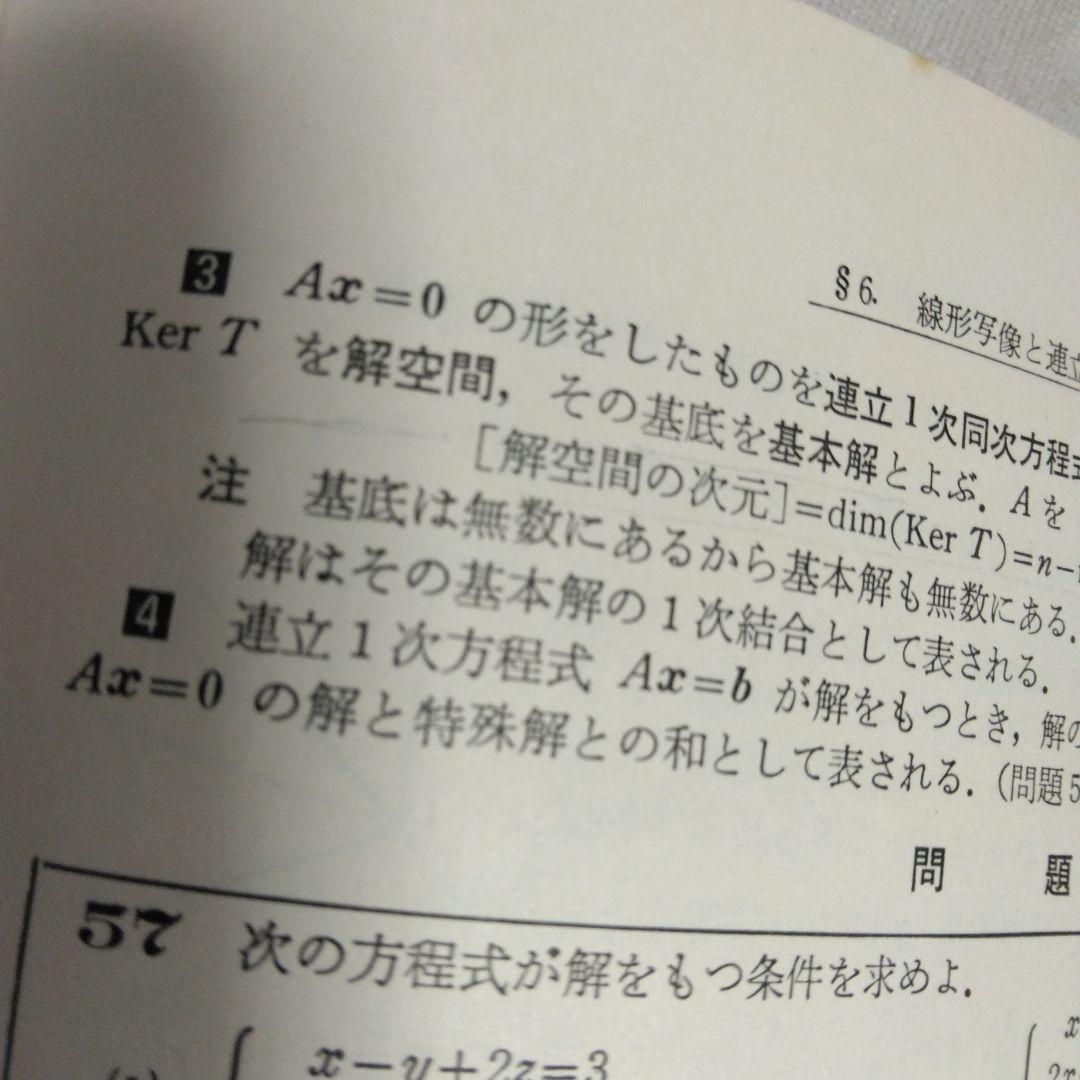 §6. 線形写像と連立
3 Ax=0 の形をしたものを連立1次同次方程式
Ker T を解空間，その基底を基本解とよぶ．Aを
[解空間の次元]=dim(Ker T)=n−
注 基底は無数にあるから基本解も無数にある．
解はその基本解の1次結合として表される．
4 連立1次方程式 Ax=b が解をもつとき，解の
Ax=0 の解と特殊解との和として表される．(問題5
問 題
57 次の方程式が解をもつ条件を求めよ．
x−y+2z=3
x
2x